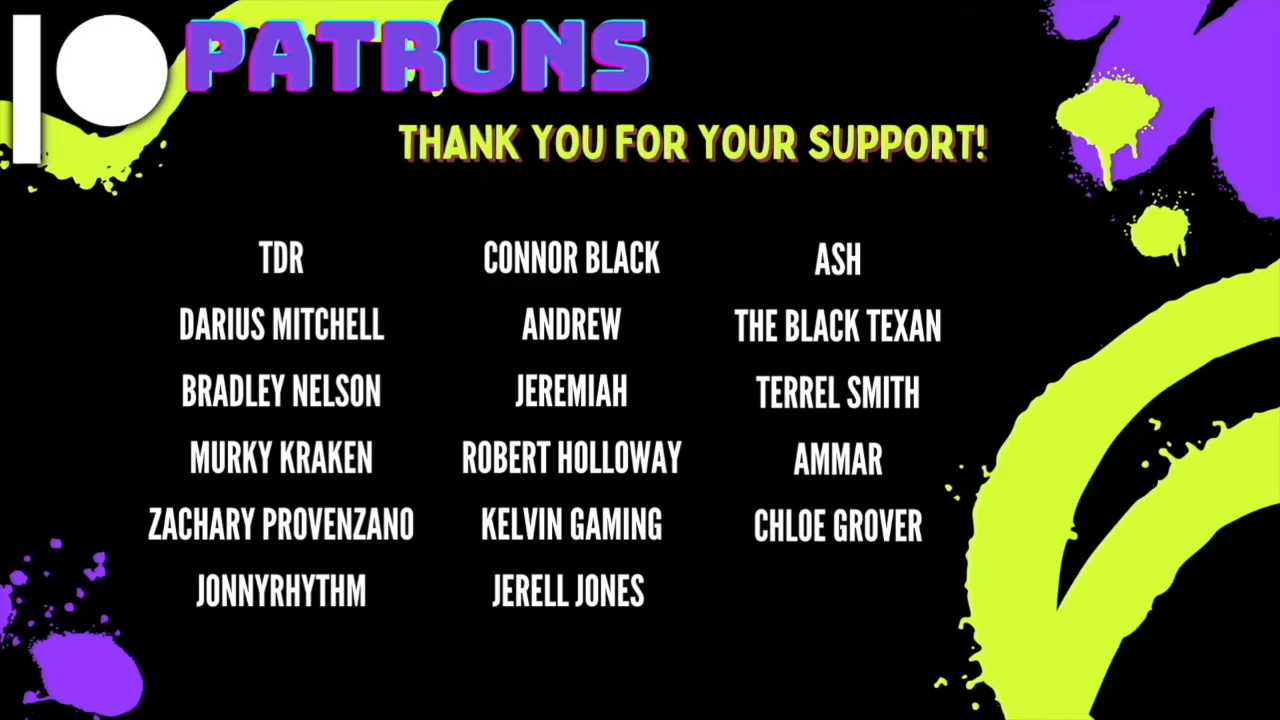 PATRONS
THANK YOU FOR YOUR SUPPORT!
TDR
DARIUS MITCHELL
BRADLEY NELSON
MURKY KRAKEN
ZACHARY PROVENZANO
JONNYRHYTHM
CONNOR BLACK
ANDREW
JEREMIAH
ROBERT HOLLOWAY
KELVIN GAMING
JERELL JONES
ASH
THE BLACK TEXAN
TERREL SMITH
AMMAR
CHLOE GROVER